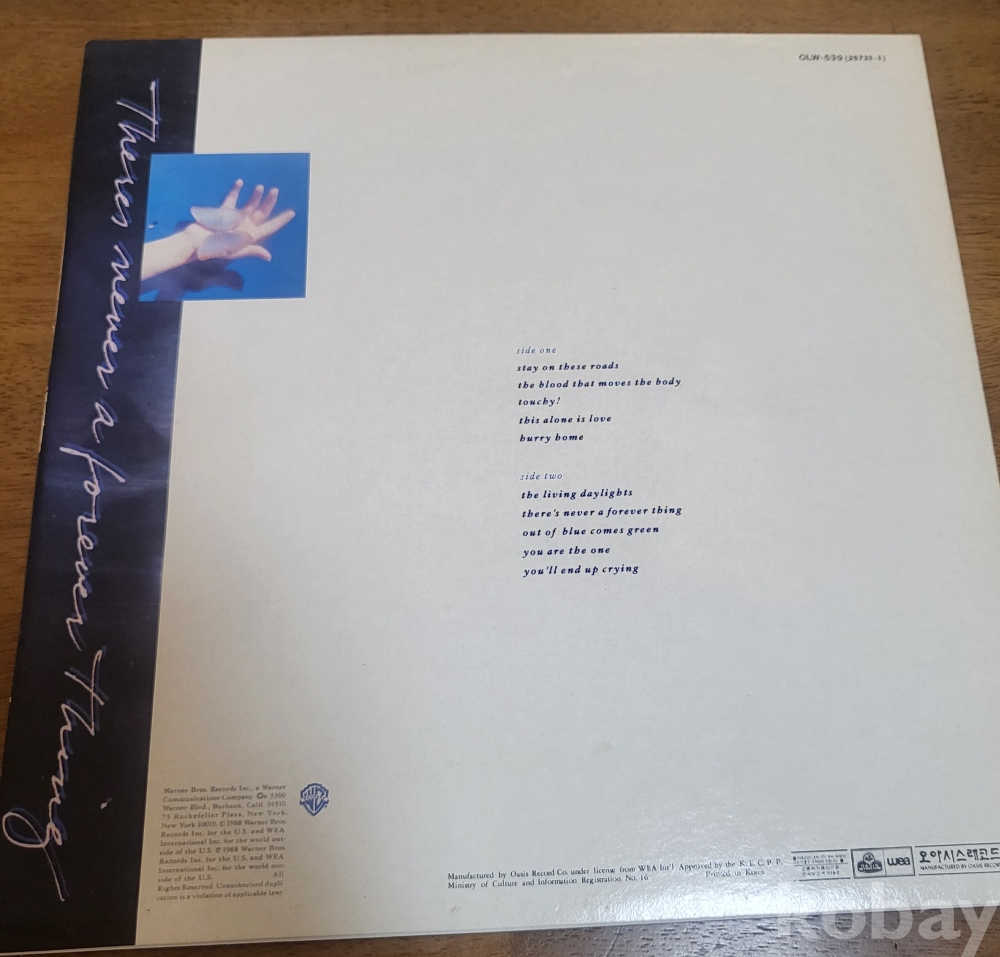 OLW-539 (25733-1)
There's never a forever thing
side one
stay on these roads
the blood that moves the body
touchy!
this alone is love
hurry home
side two
the living daylights
there's never a forever thing
out of blue comes green
you are the one
you'll end up crying
Warner Bros. Records Inc., a Warner
Communications Company 3300
Warner Blvd., Burbank, Calif. 91510.
75 Rockefeller Plaza, New York,
New York 10019. © 1988 Warner Bros.
Records Inc. for the U.S. and WEA
International Inc. for the world out-
side of the U.S. ℗ 1988 Warner Bros.
Records Inc. for the U.S. and WEA
International Inc. for the world out-
side of the U.S. All
Rights Reserved. Unauthorized dupli-
cation is a violation of applicable laws
WB
Manufactured by Oasis Record Co. under license from WEA Int'l Approved by the K. E. C. P. P.
Ministry of Culture and Information Registration No. 16 Printed in Korea
OASIS
wea
오아시스레코드
MANUFACTURED BY OASIS RECORD
kobay